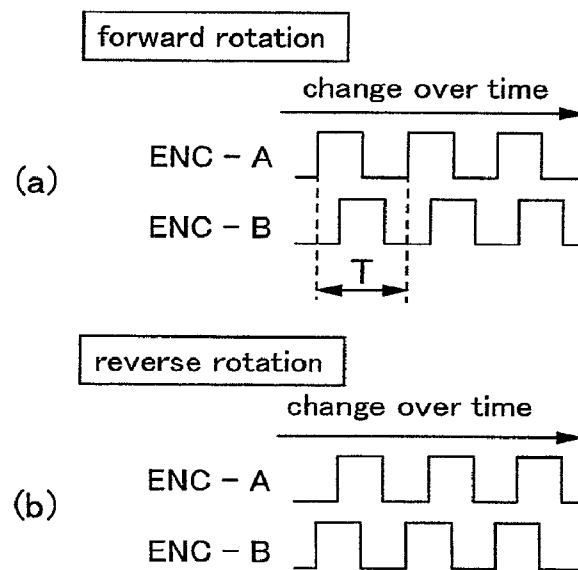 forward rotation
change over time
(a)
ENC - A
ENC - B
T
reverse rotation
change over time
(b)
ENC - A
ENC - B